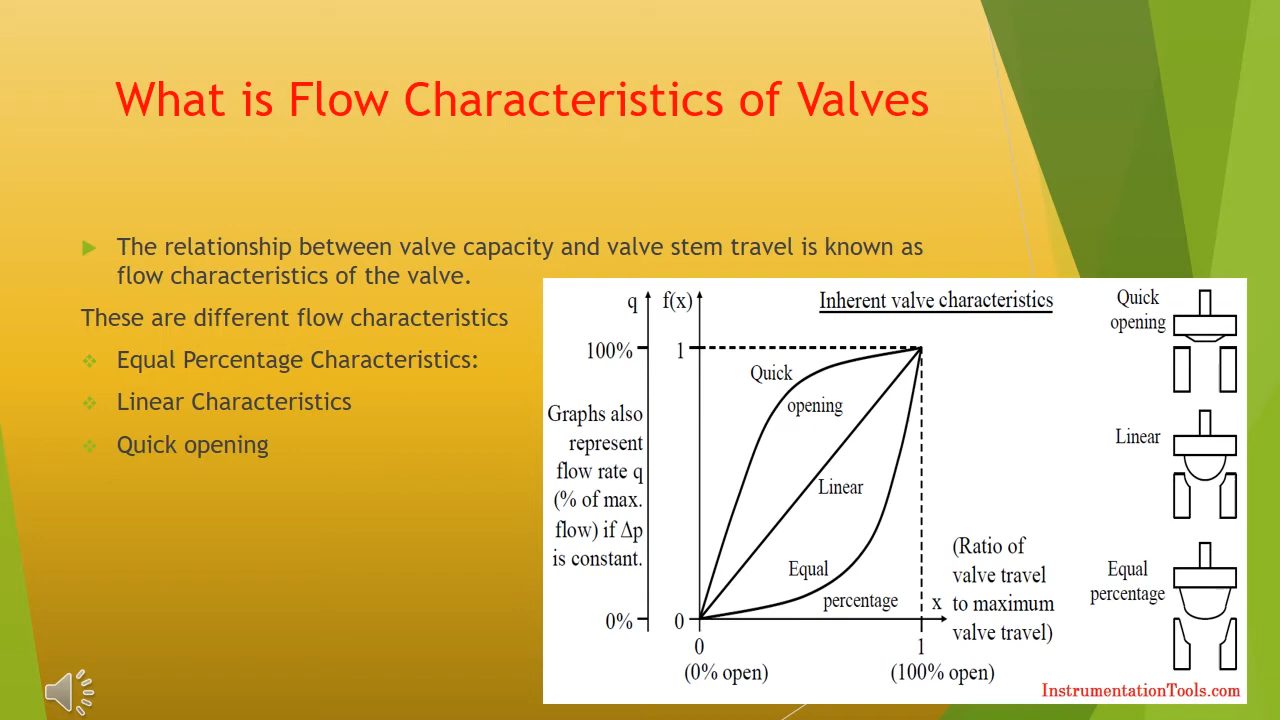 What is Flow Characteristics of Valves
The relationship between valve capacity and valve stem travel is known as
flow characteristics of the valve.
These are different flow characteristics
Equal Percentage Characteristics:
Linear Characteristics
Quick opening
q
f(x)
Inherent valve characteristics
100%
1
Quick
opening
Graphs also
represent
flow rate q
(% of max.
flow) if Δp
is constant.
Linear
Equal
percentage
0%
0
x
(Ratio of
valve travel
to maximum
valve travel)
0
(0% open)
1
(100% open)
Quick
opening
Linear
Equal
percentage
InstrumentationTools.com